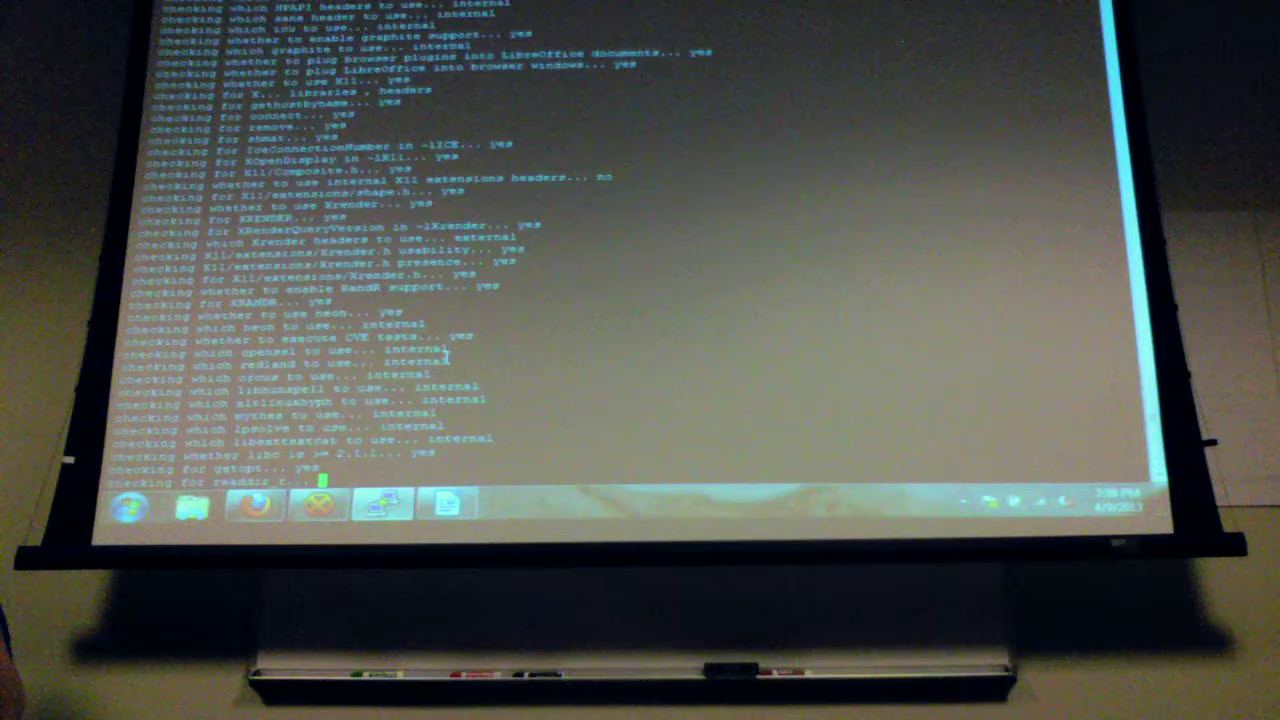 checking which NPAPI headers to use... internal
checking which sane header to use... internal
checking which icu to use... internal
checking whether to enable graphite support... yes
checking which graphite to use... internal
checking whether to plug browser plugins into LibreOffice documents... yes
checking whether to plug LibreOffice into browser windows... yes
checking whether to use X11... yes
checking for X... libraries , headers
checking for gethostbyname... yes
checking for connect... yes
checking for remove... yes
checking for shmat... yes
checking for IceConnectionNumber in -lICE... yes
checking for XOpenDisplay in -lX11... yes
checking for X11/Composite.h... yes
checking whether to use internal X11 extensions headers... no
checking for X11/extensions/shape.h... yes
checking whether to use Xrender... yes
checking for XRENDER... yes
checking for XRenderQueryVersion in -lXrender... yes
checking which Xrender headers to use... external
checking X11/extensions/Xrender.h usability... yes
checking X11/extensions/Xrender.h presence... yes
checking for X11/extensions/Xrender.h... yes
checking whether to enable RandR support... yes
checking for XRANDR... yes
checking whether to use neon... yes
checking which neon to use... internal
checking whether to execute CVE tests... yes
checking which openssl to use... internal
checking which redland to use... internal
checking which orcus to use... internal
checking which libhunspell to use... internal
checking which altlinuxhyph to use... internal
checking which mythes to use... internal
checking which lpsolve to use... internal
checking which libexttextcat to use... internal
checking whether libc is >= 2.1.1... yes
checking for getopt... yes
checking for readdir_r...
7:58 PM
4/9/2013